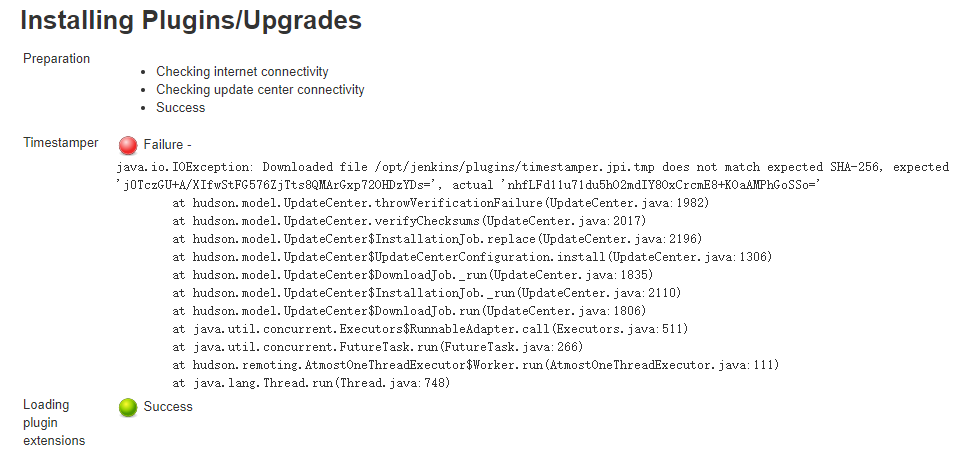 Installing Plugins/Upgrades
Preparation
Checking internet connectivity
Checking update center connectivity
Success
Timestamper
Failure -
java.io.IOException: Downloaded file /opt/jenkins/plugins/timestamper.jpi.tmp does not match expected SHA-256, expected
'j0TczGU+A/XIfwStFG576ZjTts8QMArGxp72OHDzYDs=', actual 'nhfLFd11u71du5hO2mdIY8OxCrcmE8+KOaAMPhGoSSo='
at hudson.model.UpdateCenter.throwVerificationFailure(UpdateCenter.java:1982)
at hudson.model.UpdateCenter.verifyChecksums(UpdateCenter.java:2017)
at hudson.model.UpdateCenter$InstallationJob.replace(UpdateCenter.java:2196)
at hudson.model.UpdateCenter$UpdateCenterConfiguration.install(UpdateCenter.java:1306)
at hudson.model.UpdateCenter$DownloadJob._run(UpdateCenter.java:1835)
at hudson.model.UpdateCenter$InstallationJob._run(UpdateCenter.java:2110)
at hudson.model.UpdateCenter$DownloadJob.run(UpdateCenter.java:1806)
at java.util.concurrent.Executors$RunnableAdapter.call(Executors.java:511)
at java.util.concurrent.FutureTask.run(FutureTask.java:266)
at hudson.remoting.AtmostOneThreadExecutor$Worker.run(AtmostOneThreadExecutor.java:111)
at java.lang.Thread.run(Thread.java:748)
Loading
plugin
extensions
Success